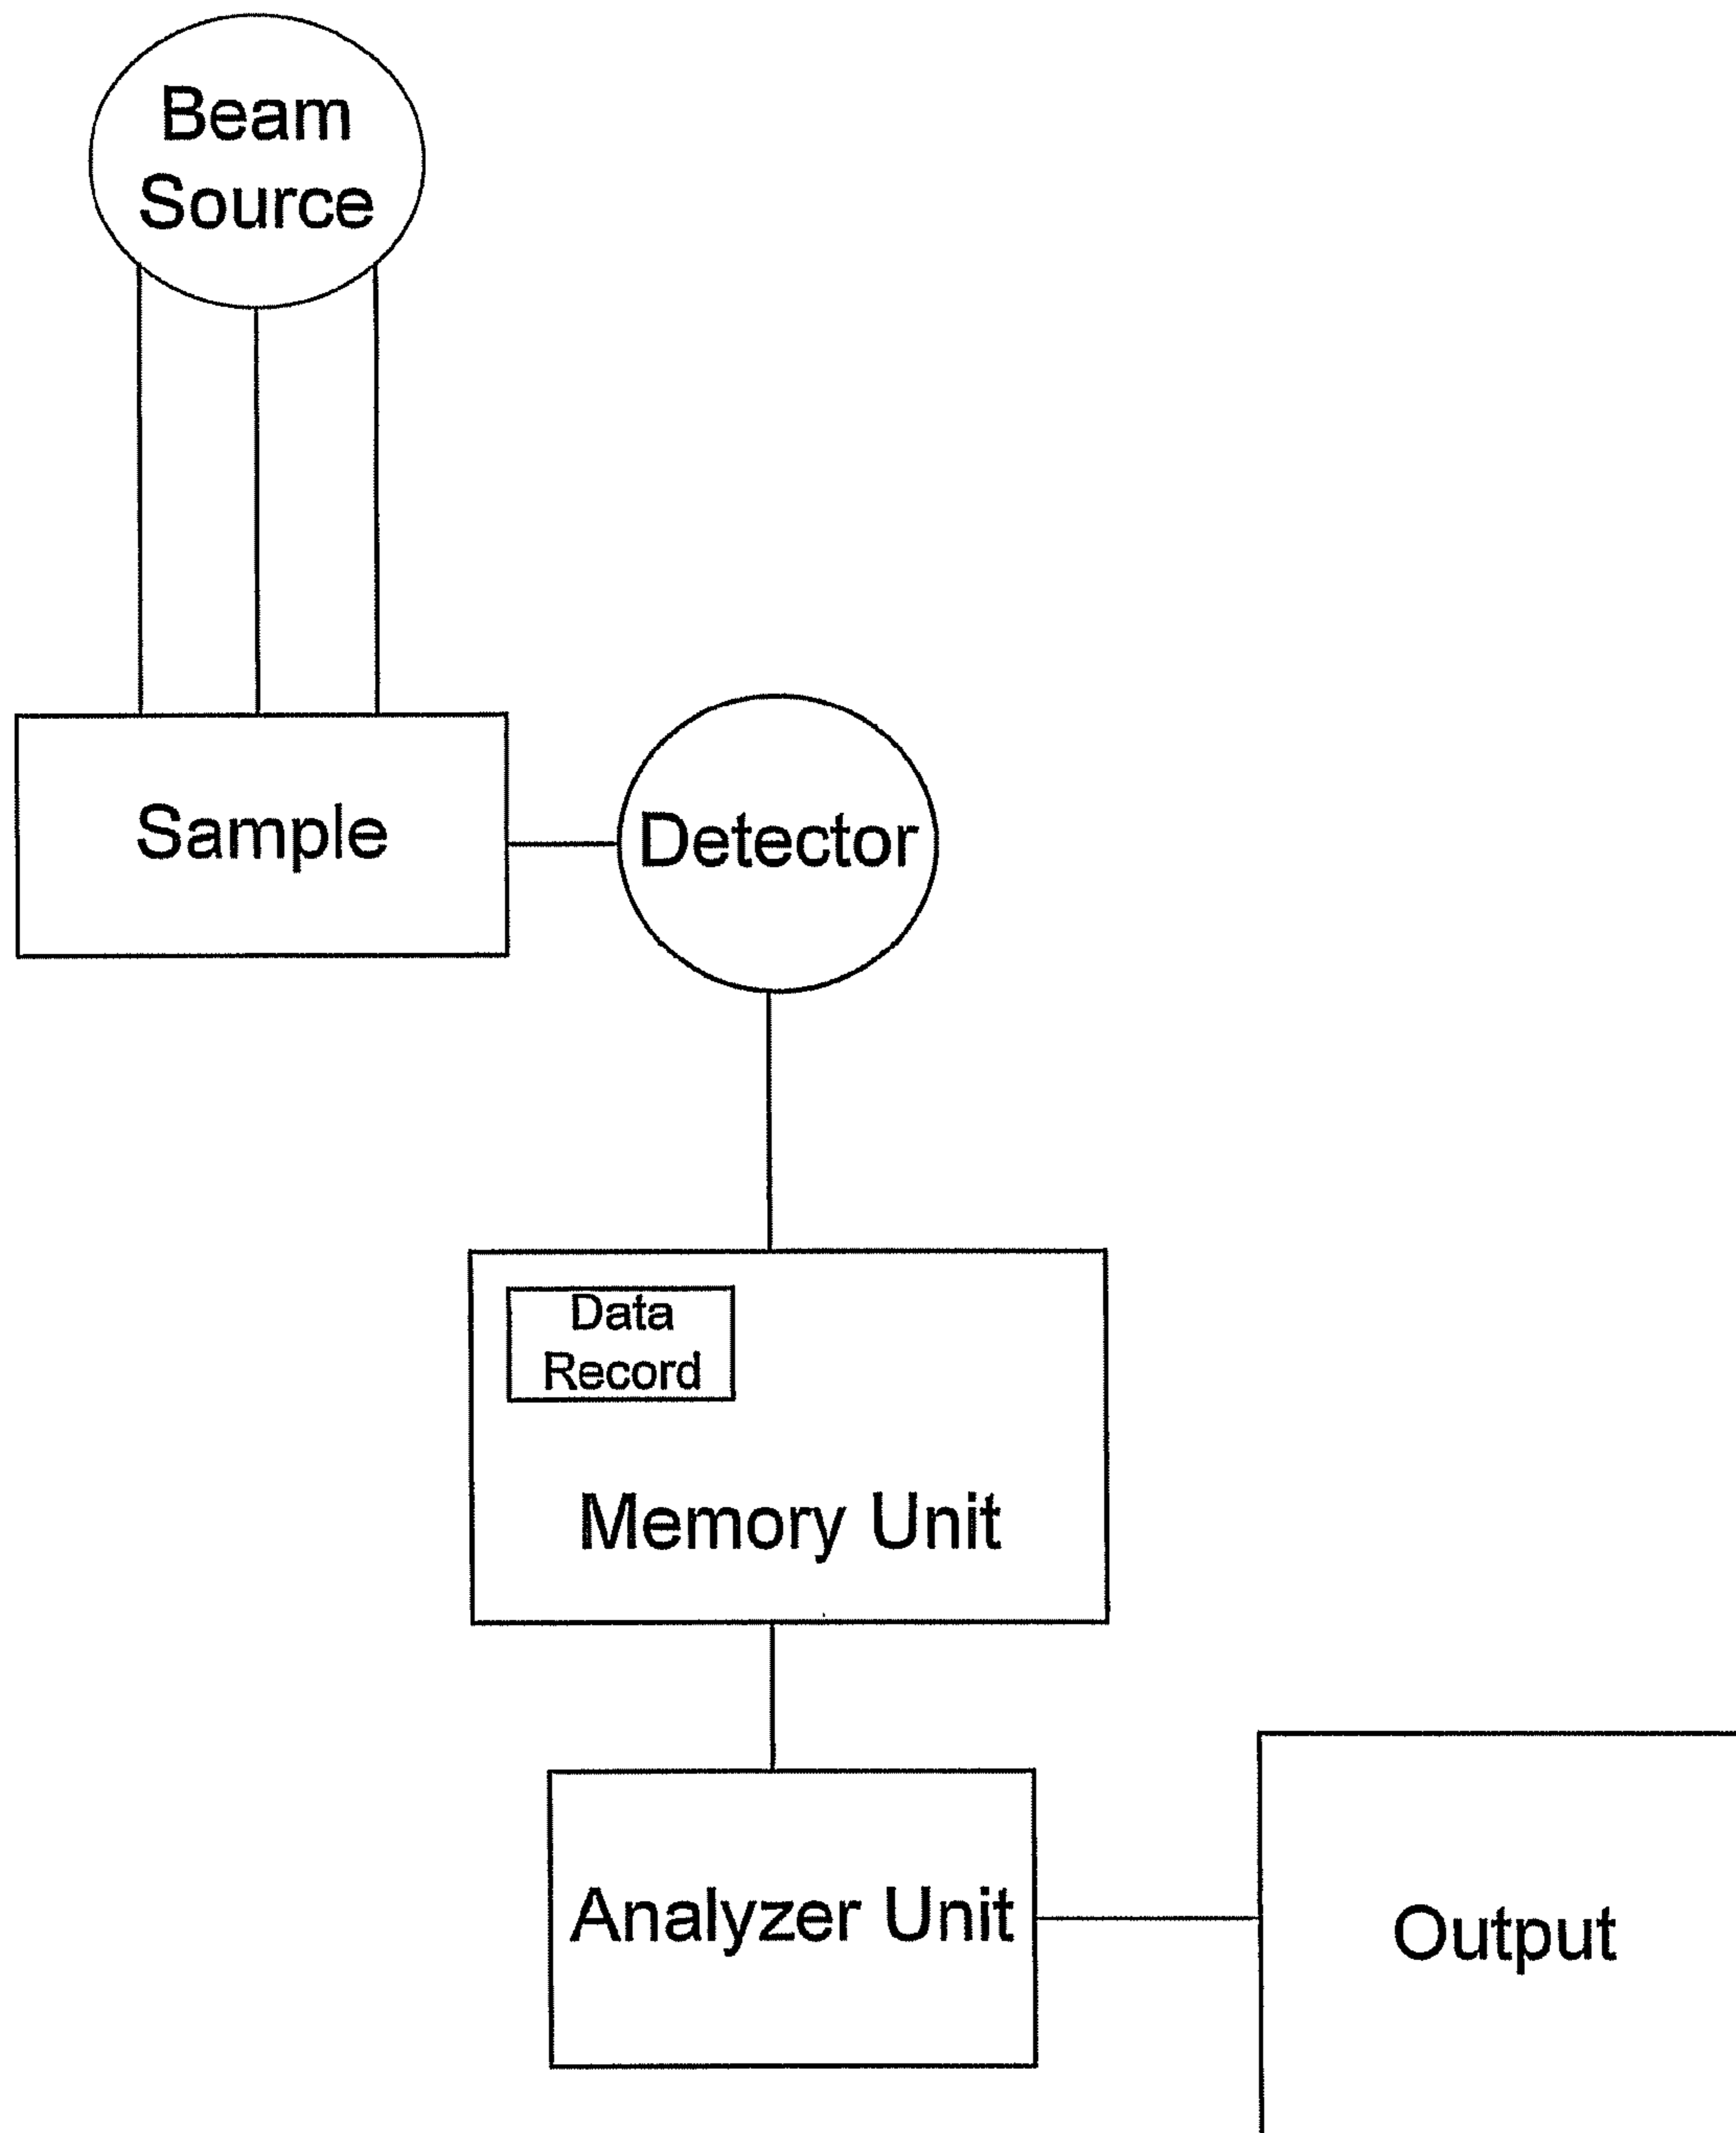 Beam
Source
Sample
Detector
Data
Record
Memory Unit
Analyzer Unit
Output